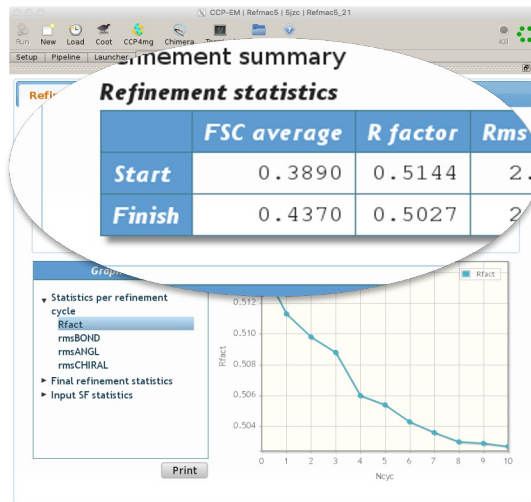 CCP-EM | Refmac5 | 5jzc | Refmac5_21
Run New Load Coot CCP4mg Chimera Kill
Setup Pipeline Launcher
Refinement summary
Refinement statistics
FSC average R factor Rms
Start 0.3890 0.5144 2.
Finish 0.4370 0.5027 2
Statistics per refinement
cycle
Rfact
rmsBOND
rmsANGL
rmsCHIRAL
Final refinement statistics
Input SF statistics
Print
Rfact
0.512
0.510
0.508
0.506
0.504
Rfact
0 1 2 3 4 5 6 7 8 9 10
Ncyc